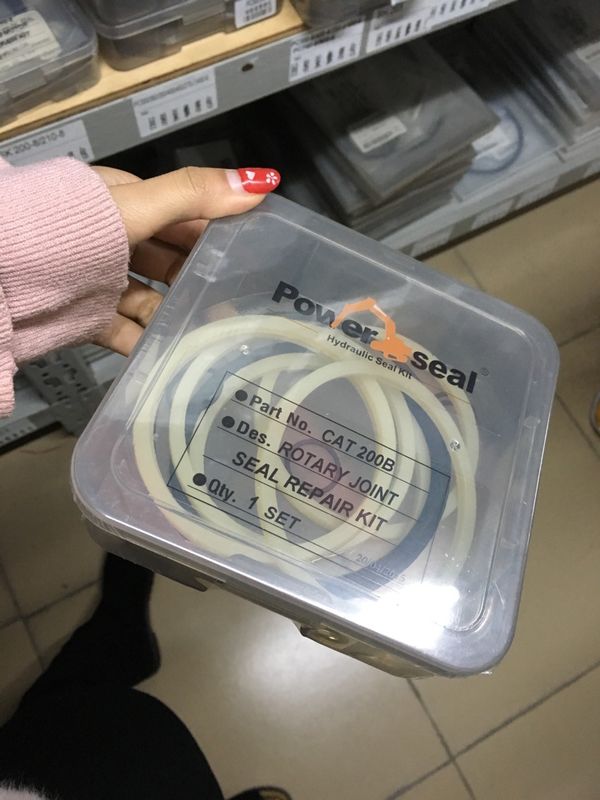 Power seal®
Hydraulic Seal Kit
Part No. CAT 200B
Des. ROTARY JOINT
SEAL REPAIR KIT
Qty. 1 SET